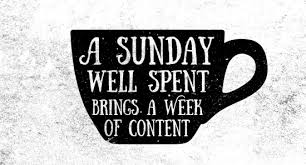 A SUNDAY
WELL SPENT
BRINGS A WEEK
OF CONTENT